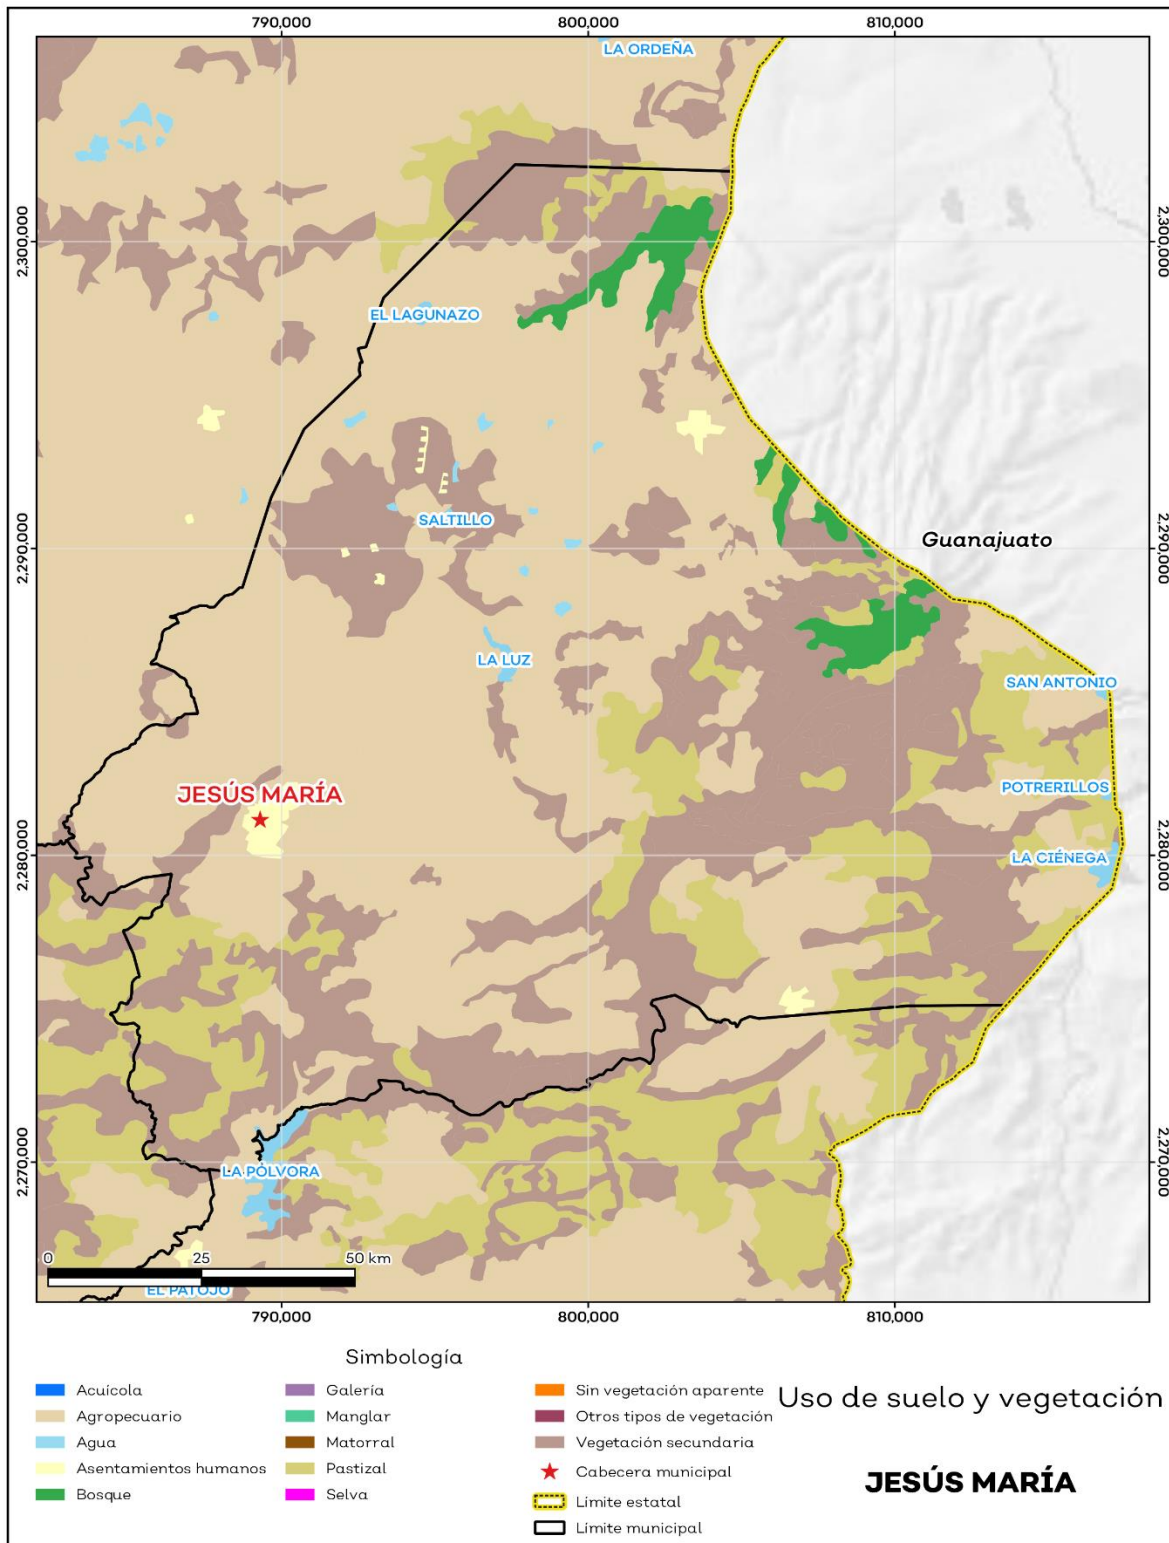 790,000 800,000 810,000
LA ORDEÑA
2,300,000 2,300,000
EL LAGUNAZO
SALTILLO
2,290,000 Guanajuato 2,290,000
LA LUZ
SAN ANTONIO
JESÚS MARÍA
POTRERILLOS
2,280,000 LA CIÉNEGA 2,280,000
2,270,000 LA PÓLVORA 2,270,000
0 25 50 km
EL PATOJO
790,000 800,000 810,000
Simbología
Acuícola Galería Sin vegetación aparente
Uso de suelo y vegetación
Agropecuario Manglar Otros tipos de vegetación
Agua Matorral Vegetación secundaria
Asentamientos humanos Pastizal Cabecera municipal
JESÚS MARÍA
Bosque Selva Límite estatal
Límite municipal